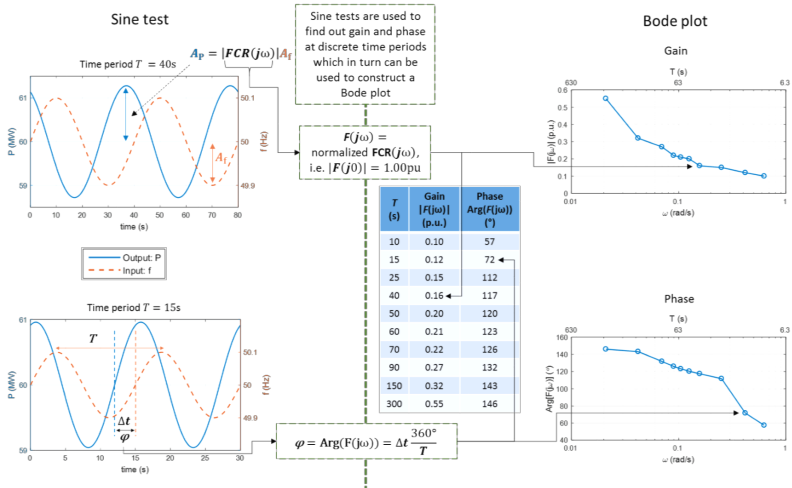 Sine test
Bode plot
Sine tests are used to
find out gain and phase
at discrete time periods
which in turn can be
used to construct a
Bode plot
A_P = |FCR(jω)|A_f
Time period T = 40s
61
60
59
P (MW)
50.1
50
49.9
f (Hz)
A_f
0 10 20 30 40 50 60 70 80
time (s)
Output: P
Input: f
F(jω) =
normalized FCR(jω),
i.e. |F(j0)| = 1.00pu
T (s) Gain |F(jω)| (p.u.) Phase Arg(F(jω)) (°)
10 0.10 57
15 0.12 72
25 0.15 112
40 0.16 117
50 0.20 120
60 0.21 123
70 0.22 126
90 0.27 132
150 0.32 143
300 0.55 146
Gain
T (s)
630 63 6.3
0.6
0.5
0.4
0.3
0.2
0.1
0
|F(jω)| (p.u.)
0.01 0.1 1
ω (rad/s)
Time period T = 15s
61
60
59
P (MW)
50.1
50
49.9
f (Hz)
T
Δt
φ
0 5 10 15 20 25 30
time (s)
φ = Arg(F(jω)) = Δt 360°/T
Phase
T (s)
630 63 6.3
160
140
120
100
80
60
40
Arg[F(jω)] (°)
0.01 0.1 1
ω (rad/s)